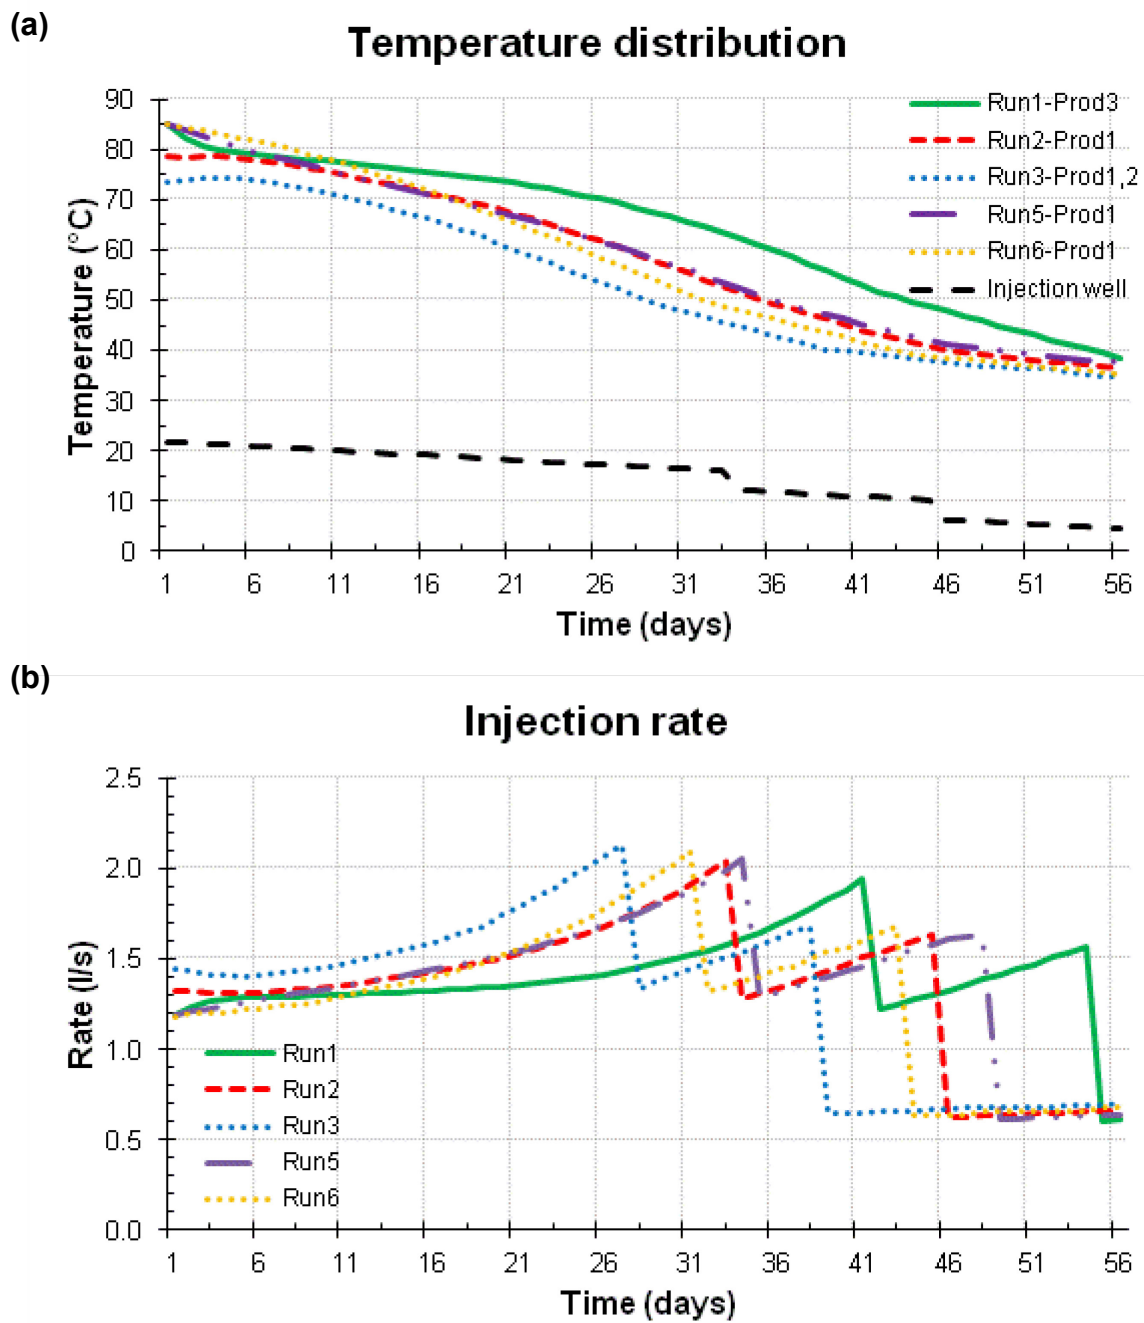 (a)
Temperature distribution
90
80
70
60
50
40
30
20
10
0
Temperature (°C)
Run1-Prod3
Run2-Prod1
Run3-Prod1,2
Run5-Prod1
Run6-Prod1
Injection well
1 6 11 16 21 26 31 36 41 46 51 56
Time (days)
(b)
Injection rate
2.5
2.0
1.5
1.0
0.5
0.0
Rate (l/s)
Run1
Run2
Run3
Run5
Run6
1 6 11 16 21 26 31 36 41 46 51 56
Time (days)